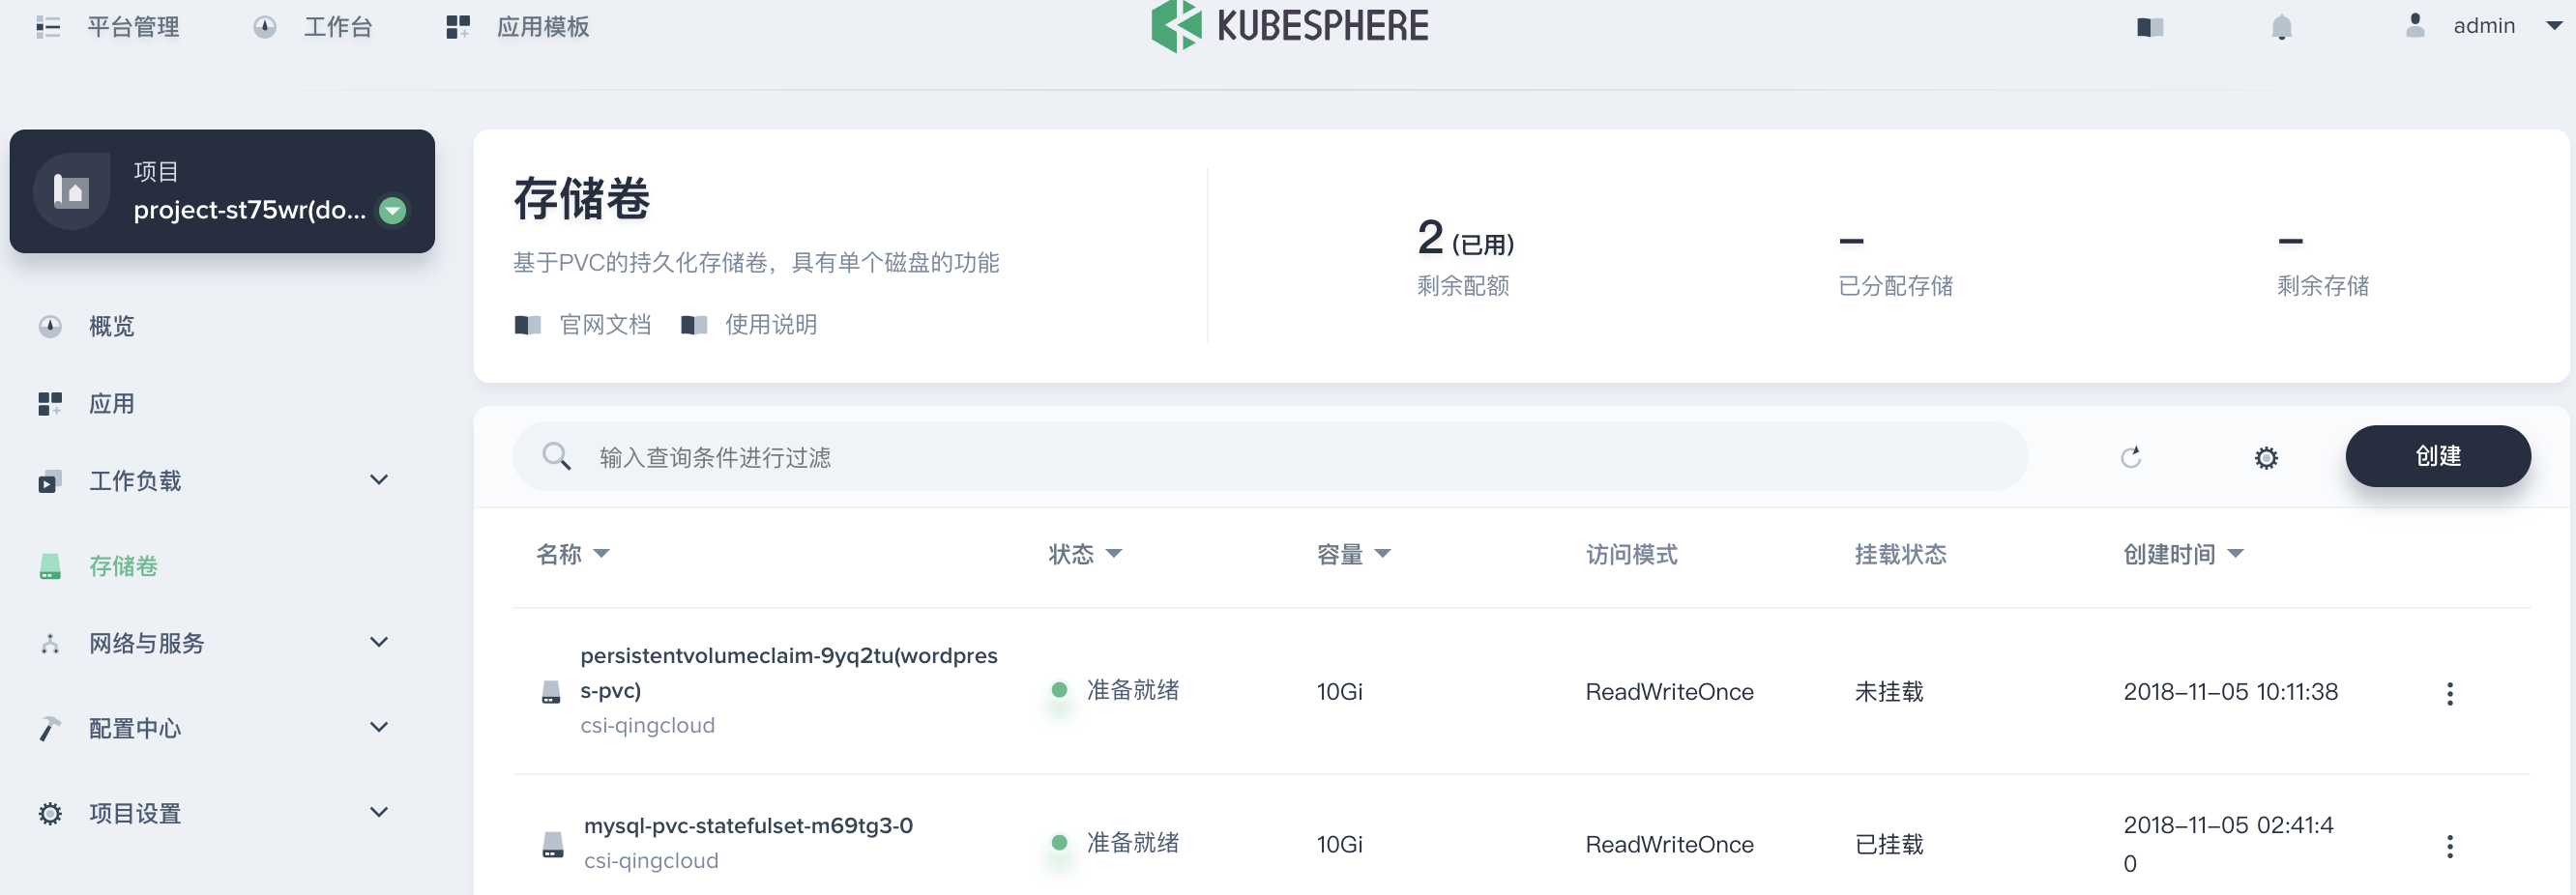 平台管理
工作台
应用模板
KUBESPHERE
admin
项目
project-st75wr(do...
概览
应用
工作负载
存储卷
网络与服务
配置中心
项目设置
存储卷
基于PVC的持久化存储卷，具有单个磁盘的功能
官网文档 使用说明
2 (已用)
剩余配额
–
已分配存储
–
剩余存储
输入查询条件进行过滤
创建
名称 状态 容量 访问模式 挂载状态 创建时间
persistentvolumeclaim-9yq2tu(wordpres
s-pvc)
csi-qingcloud
准备就绪 10Gi ReadWriteOnce 未挂载 2018–11–05 10:11:38
mysql-pvc-statefulset-m69tg3-0
csi-qingcloud
准备就绪 10Gi ReadWriteOnce 已挂载 2018–11–05 02:41:4
0